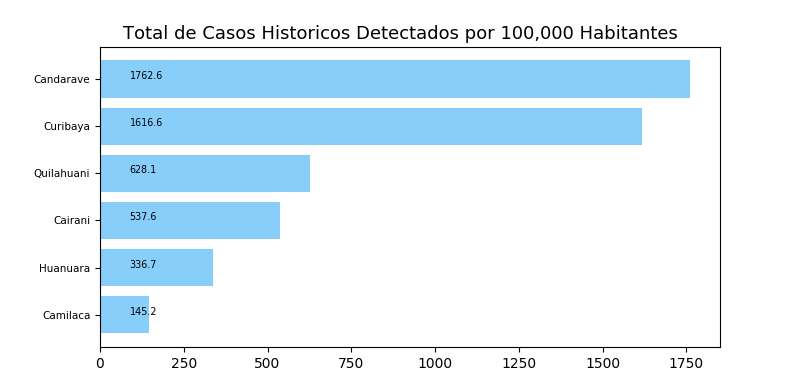 Total de Casos Historicos Detectados por 100,000 Habitantes
Candarave 1762.6
Curibaya 1616.6
Quilahuani 628.1
Cairani 537.6
Huanuara 336.7
Camilaca 145.2
0 250 500 750 1000 1250 1500 1750